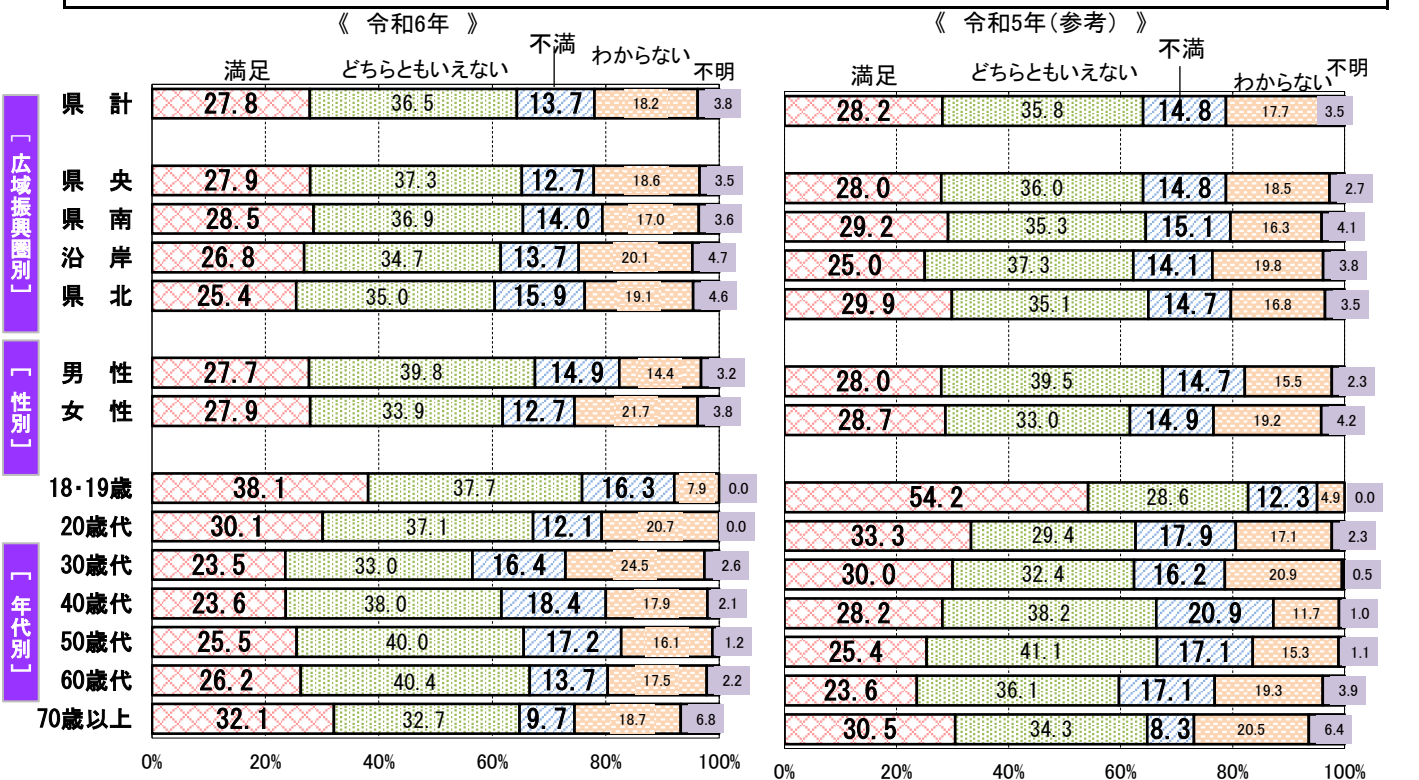 《 令和6年 》
満足 どちらともいえない 不満 わからない 不明
県 計 27.8 36.5 13.7 18.2 3.8
[広域振興圏別]
県 央 27.9 37.3 12.7 18.6 3.5
県 南 28.5 36.9 14.0 17.0 3.6
沿 岸 26.8 34.7 13.7 20.1 4.7
県 北 25.4 35.0 15.9 19.1 4.6
[性別]
男 性 27.7 39.8 14.9 14.4 3.2
女 性 27.9 33.9 12.7 21.7 3.8
[年代別]
18・19歳 38.1 37.7 16.3 7.9 0.0
20歳代 30.1 37.1 12.1 20.7 0.0
30歳代 23.5 33.0 16.4 24.5 2.6
40歳代 23.6 38.0 18.4 17.9 2.1
50歳代 25.5 40.0 17.2 16.1 1.2
60歳代 26.2 40.4 13.7 17.5 2.2
70歳以上 32.1 32.7 9.7 18.7 6.8
0% 20% 40% 60% 80% 100%
《 令和5年(参考) 》
満足 どちらともいえない 不満 わからない 不明
28.2 35.8 14.8 17.7 3.5
28.0 36.0 14.8 18.5 2.7
29.2 35.3 15.1 16.3 4.1
25.0 37.3 14.1 19.8 3.8
29.9 35.1 14.7 16.8 3.5
28.0 39.5 14.7 15.5 2.3
28.7 33.0 14.9 19.2 4.2
54.2 28.6 12.3 4.9 0.0
33.3 29.4 17.9 17.1 2.3
30.0 32.4 16.2 20.9 0.5
28.2 38.2 20.9 11.7 1.0
25.4 41.1 17.1 15.3 1.1
23.6 36.1 17.1 19.3 3.9
30.5 34.3 8.3 20.5 6.4
0% 20% 40% 60% 80% 100%